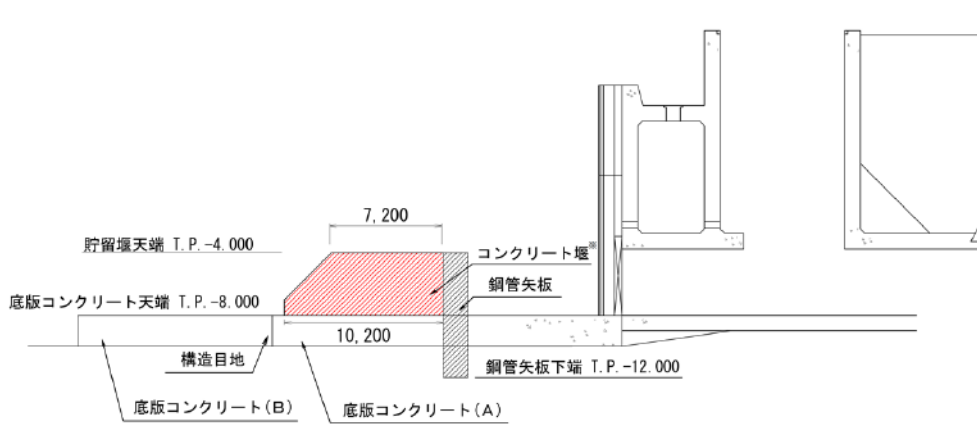 7,200
貯留堰天端 T.P.-4.000
コンクリート堰※
鋼管矢板
底版コンクリート天端 T.P.-8.000
10,200
構造目地
鋼管矢板下端 T.P.-12.000
底版コンクリート(B)
底版コンクリート(A)